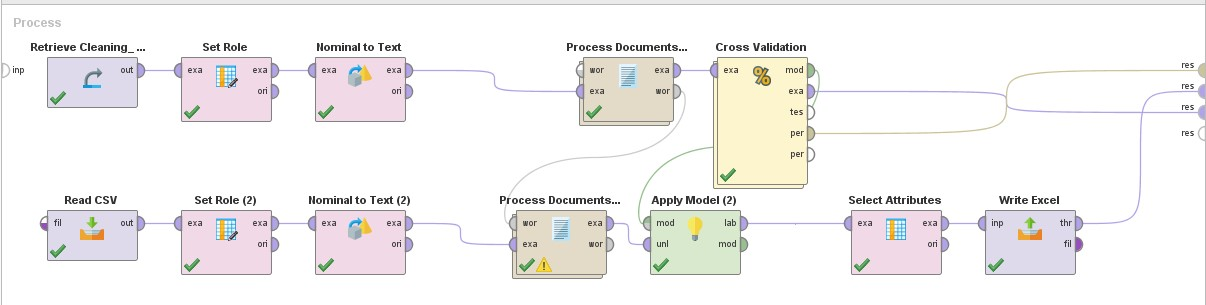 Process
Retrieve Cleaning_ ...
Set Role
Nominal to Text
Process Documents...
Cross Validation
res
inp
out
exa
exa
exa
exa
wor
exa
exa
mod
ori
ori
exa
wor
exa
res
tes
res
per
res
per
Read CSV
Set Role (2)
Nominal to Text (2)
Process Documents...
Apply Model (2)
Select Attributes
Write Excel
fil
out
exa
exa
exa
exa
wor
exa
mod
lab
exa
exa
inp
thr
ori
ori
exa
wor
unl
mod
ori
fil